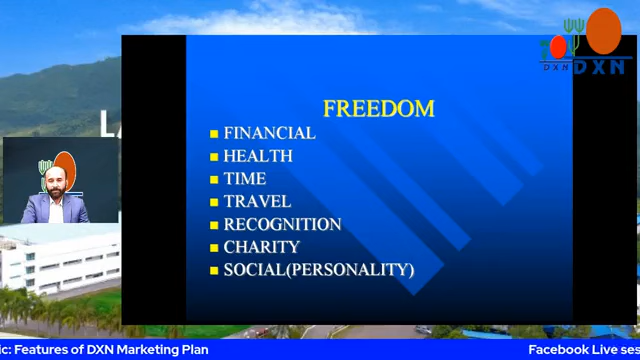 DXN
DXN
LA
FREEDOM
FINANCIAL
HEALTH
TIME
TRAVEL
RECOGNITION
CHARITY
SOCIAL(PERSONALITY)
ic: Features of DXN Marketing Plan
Facebook Live ses